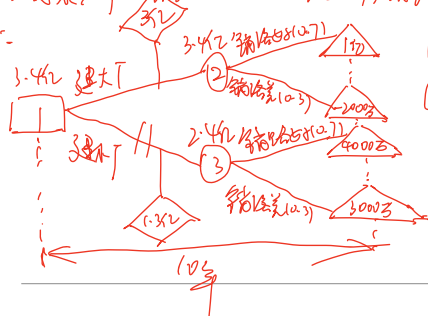 3亿
3.4亿 销路好(0.7)
1亿
3.4亿 建大厂
2
销路差(0.3)
-2000万
1
2.4亿 销路好(0.7)
4000万
建小厂
3
销路差(0.3)
3000万
1.3亿
10年